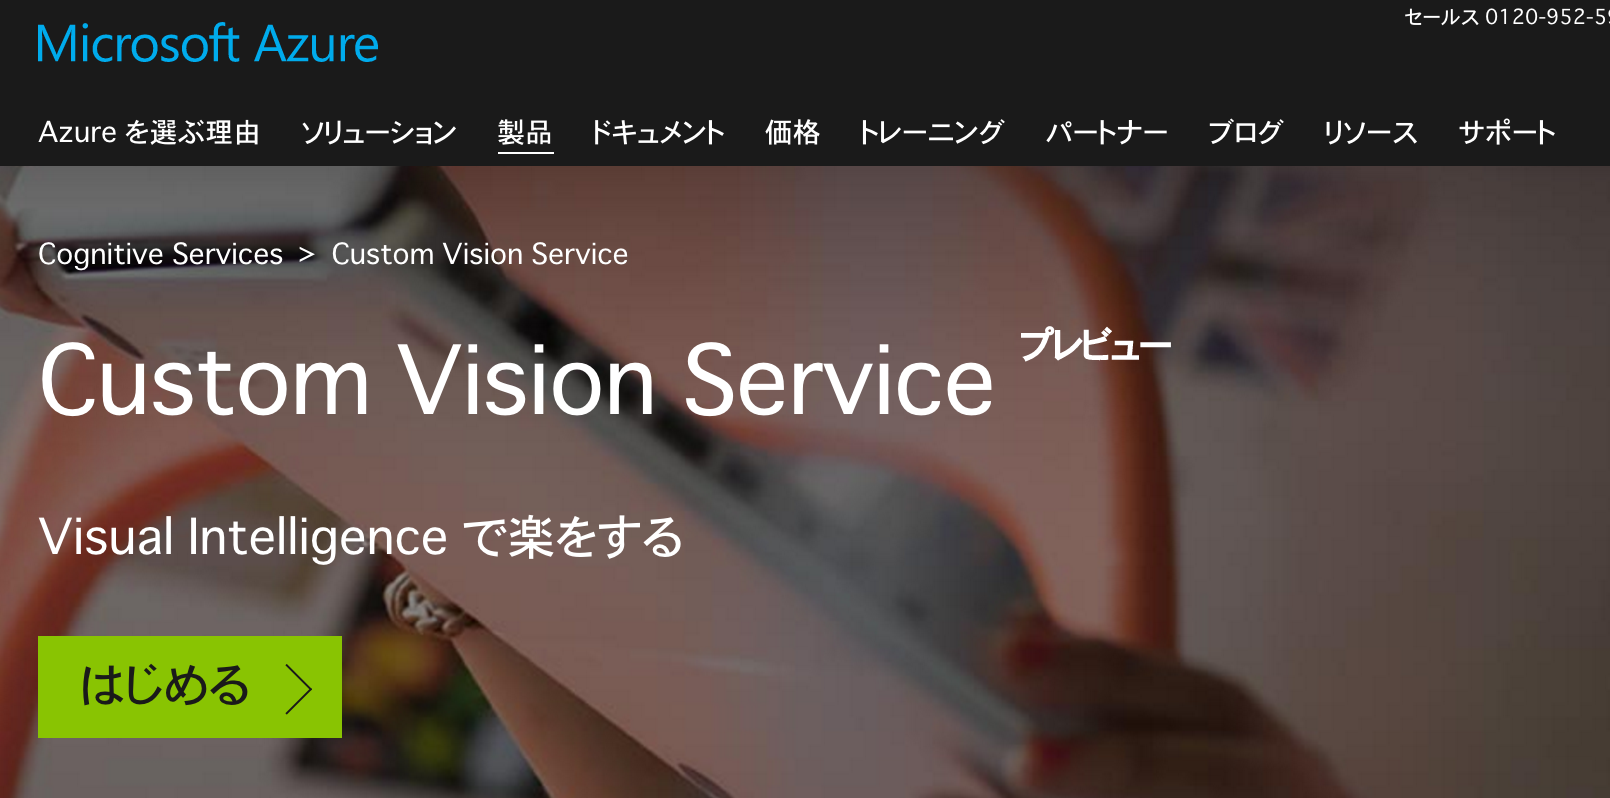 セールス 0120-952-5
Microsoft Azure
Azure を選ぶ理由 ソリューション 製品 ドキュメント 価格 トレーニング パートナー ブログ リソース サポート
Cognitive Services > Custom Vision Service
Custom Vision Service プレビュー
Visual Intelligence で楽をする
はじめる